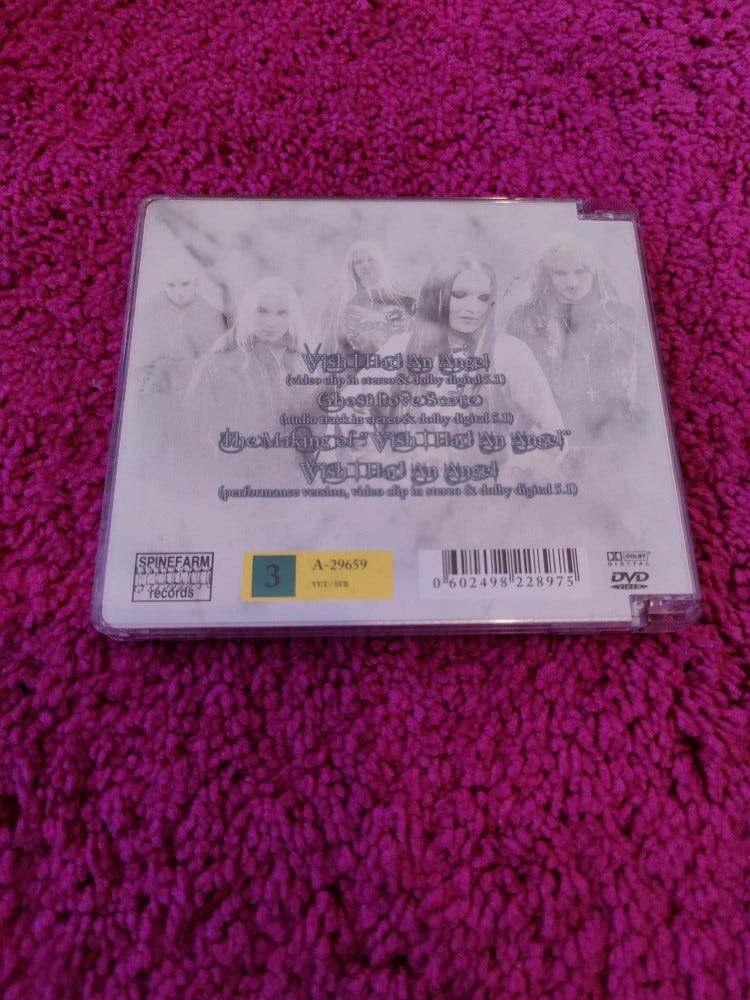 Wish I Had An Angel
(video clip in stereo & dolby digital 5.1)
Ghost Love Score
(audio track in stereo & dolby digital 5.1)
The Making of "Wish I Had An Angel"
Wish I Had An Angel
(performance version, video clip in stereo & dolby digital 5.1)
SPINEFARM
records
3
A-29659
VET / SFB
0 602498 228975
DOLBY
DIGITAL
DVD
VIDEO